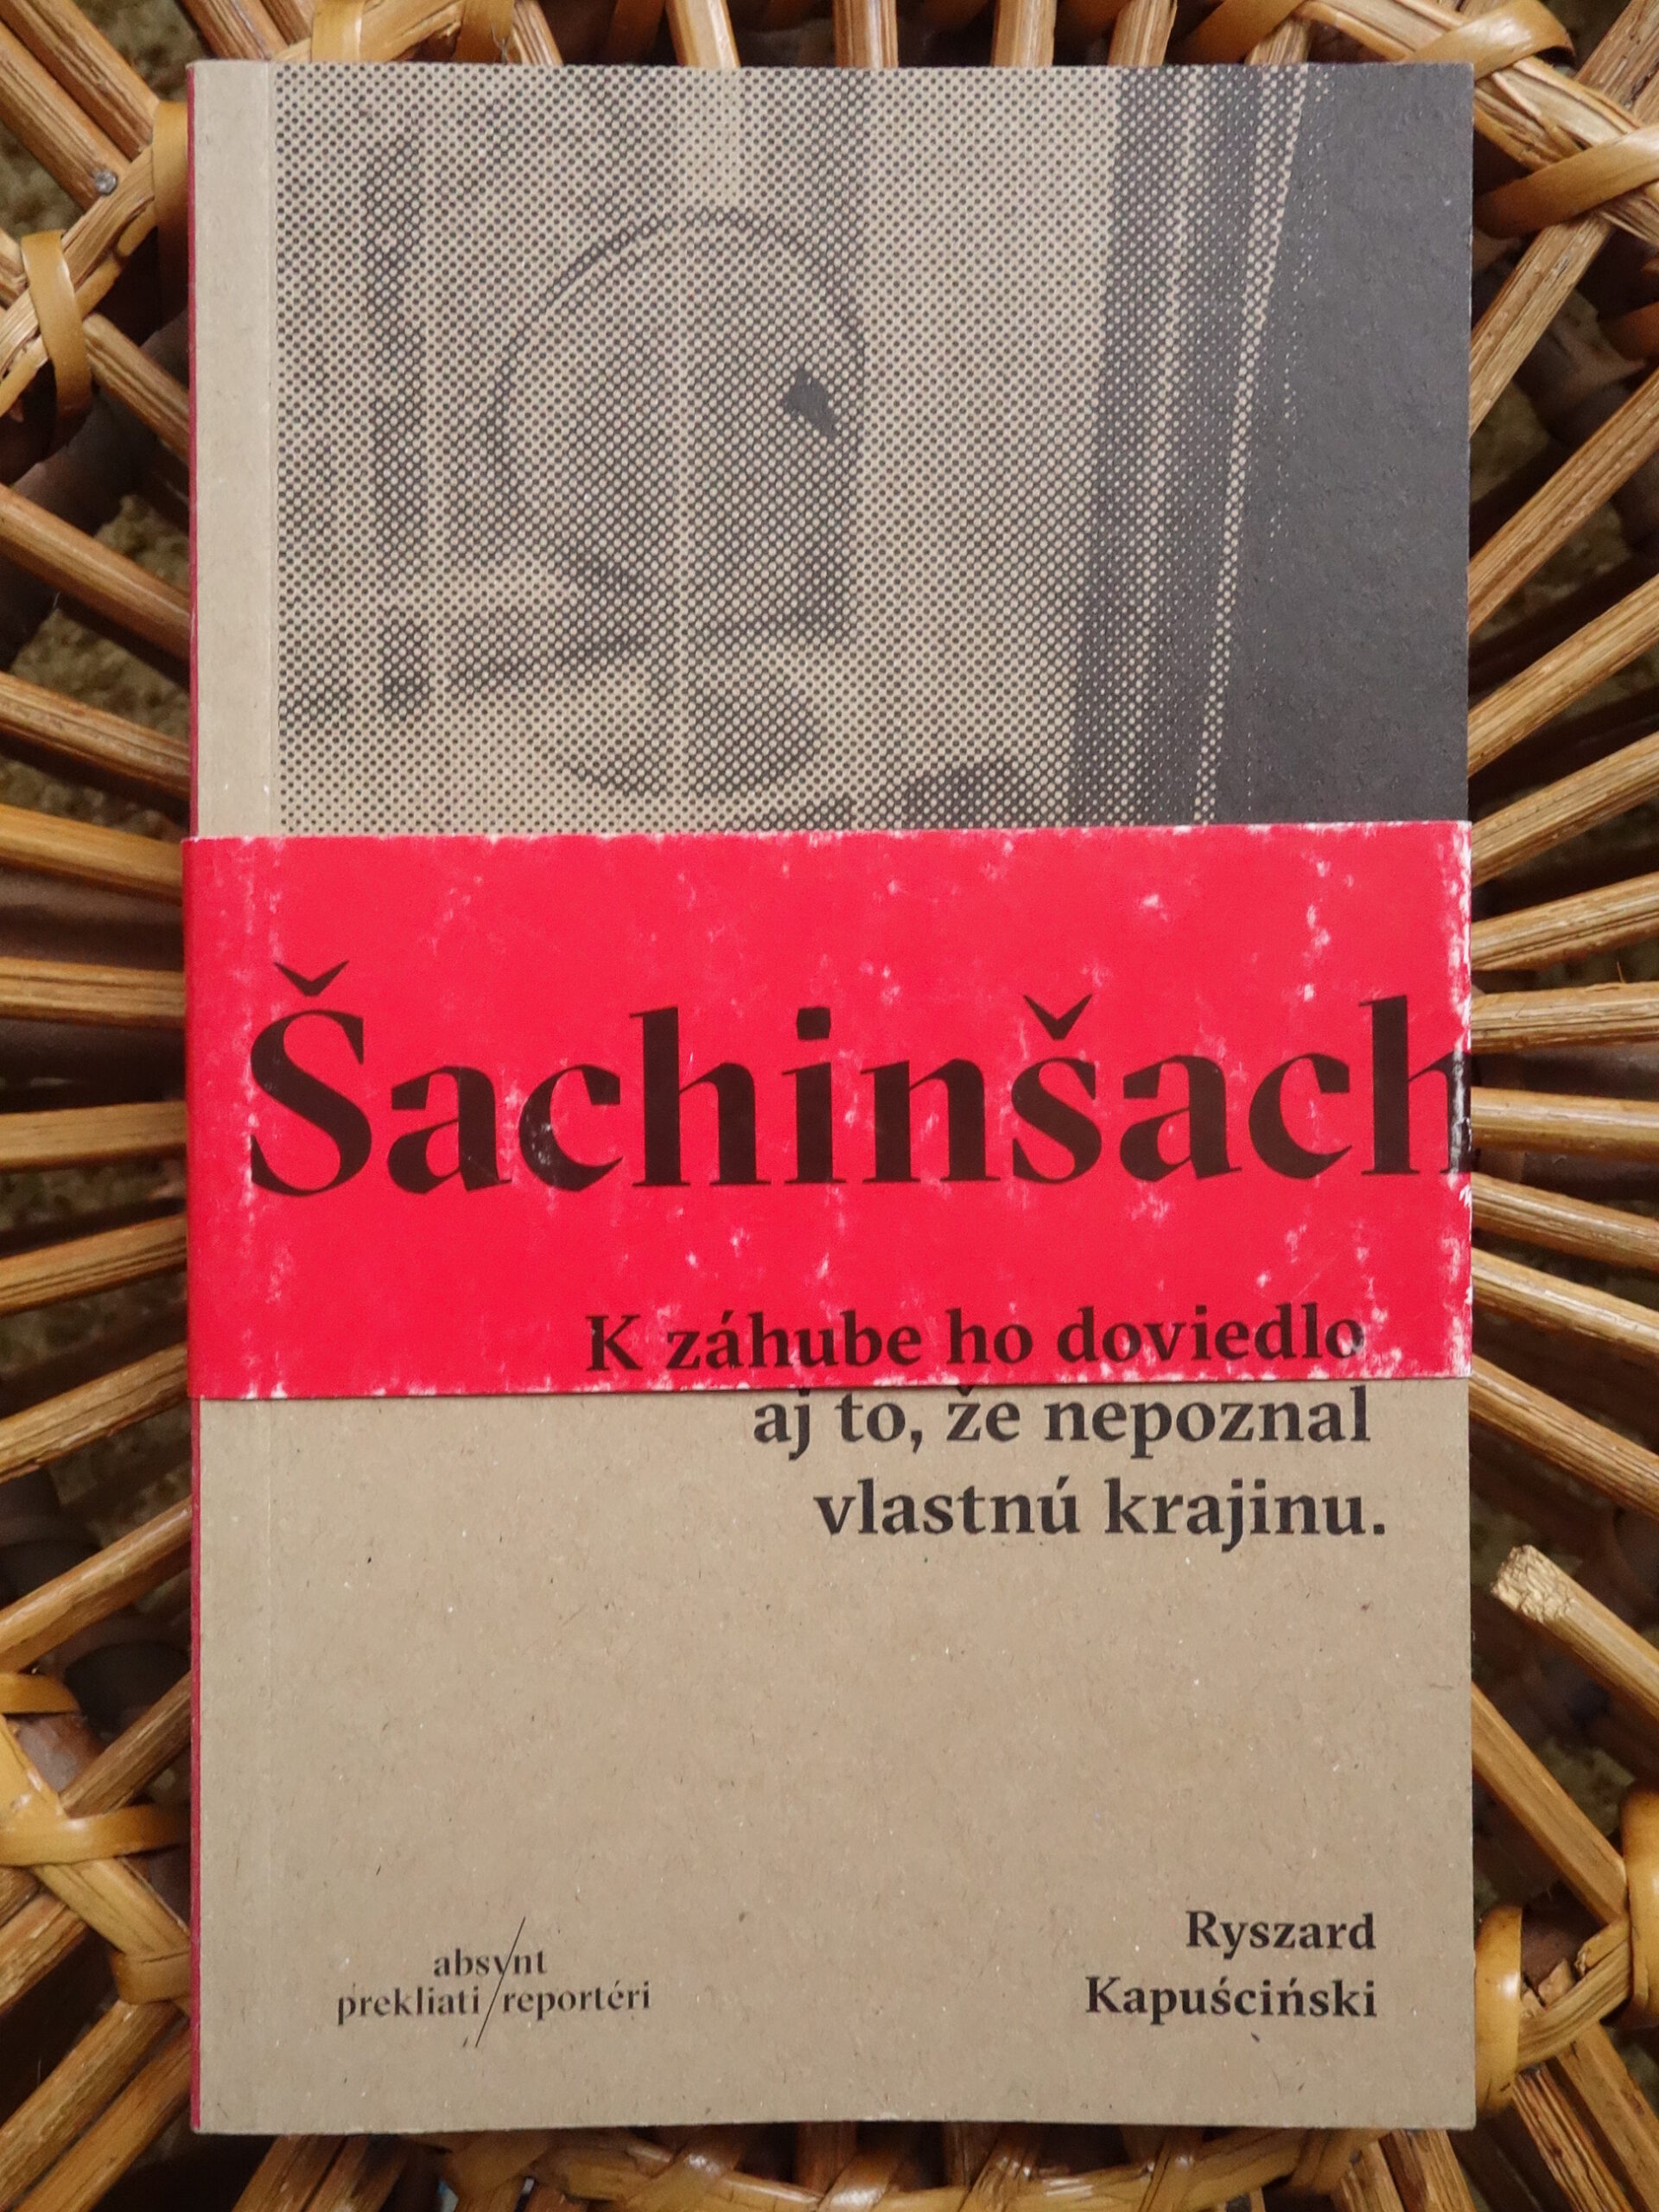 Šachinšach
K záhube ho doviedlo
aj to, že nepoznal
vlastnú krajinu.
absynt
prekliati/reportéri
Ryszard
Kapuściński